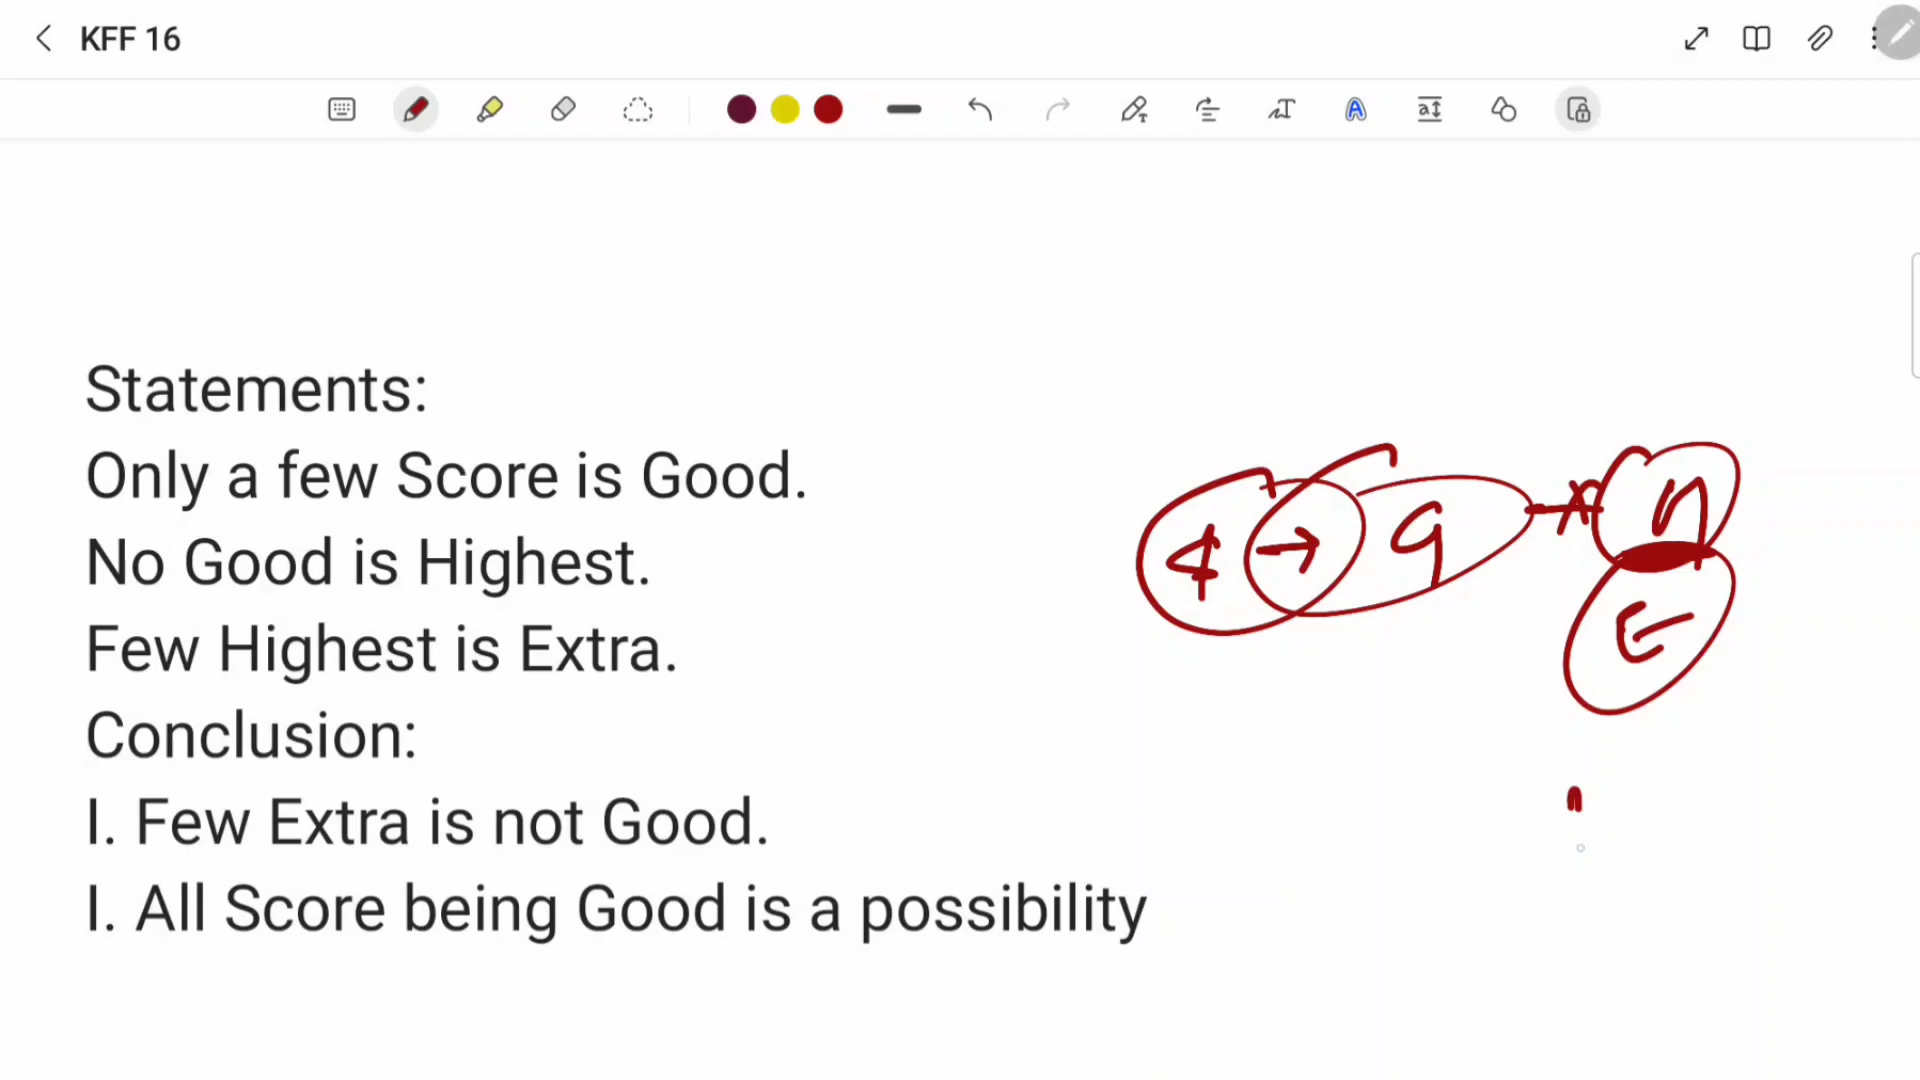 KFF 16
Statements:
Only a few Score is Good.
No Good is Highest.
Few Highest is Extra.
Conclusion:
I. Few Extra is not Good.
I. All Score being Good is a possibility
G
E